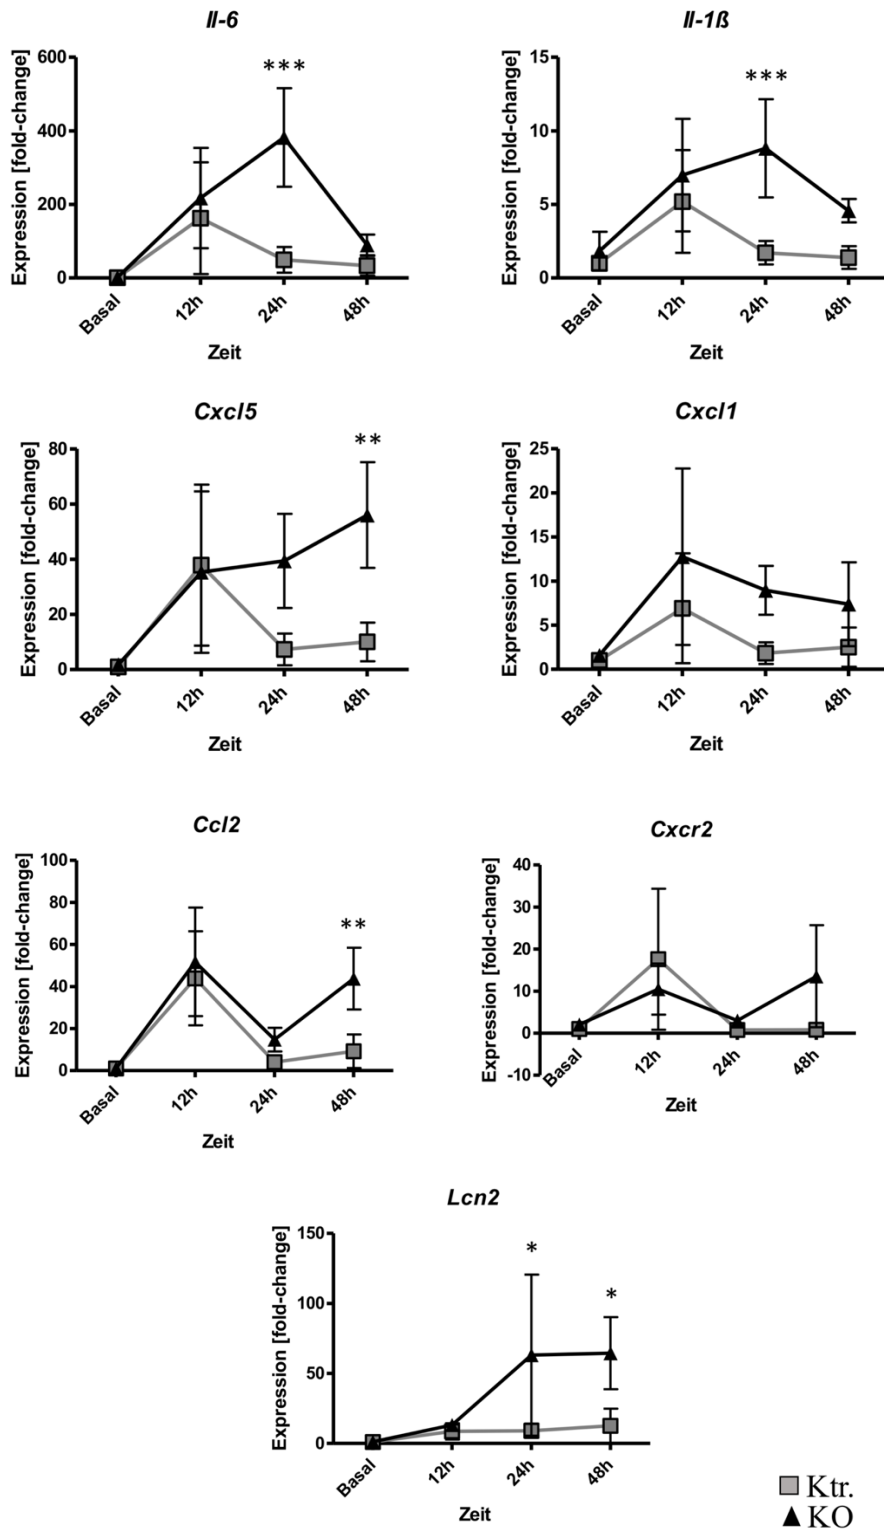 Il-6
Expression [fold-change]
600
400
200
0
***
Basal
12h
24h
48h
Zeit
Il-1ß
Expression [fold-change]
15
10
5
0
***
Basal
12h
24h
48h
Zeit
Cxcl5
Expression [fold-change]
80
60
40
20
0
**
Basal
12h
24h
48h
Zeit
Cxcl1
Expression [fold-change]
25
20
15
10
5
0
Basal
12h
24h
48h
Zeit
Ccl2
Expression [fold-change]
100
80
60
40
20
0
**
Basal
12h
24h
48h
Zeit
Cxcr2
Expression [fold-change]
40
30
20
10
0
-10
Basal
12h
24h
48h
Zeit
Lcn2
Expression [fold-change]
150
100
50
0
*
*
Basal
12h
24h
48h
Zeit
Ktr.
KO